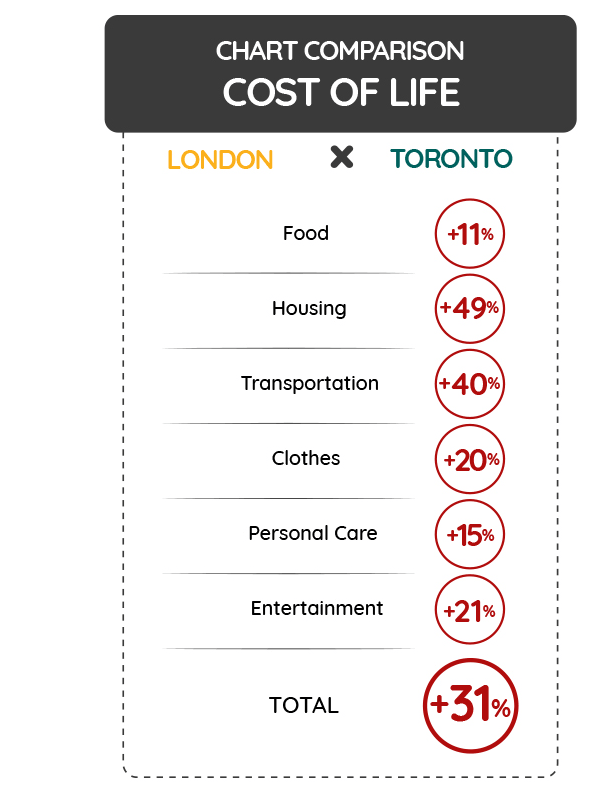 CHART COMPARISON
COST OF LIFE
LONDON × TORONTO
Food +11%
Housing +49%
Transportation +40%
Clothes +20%
Personal Care +15%
Entertainment +21%
TOTAL +31%